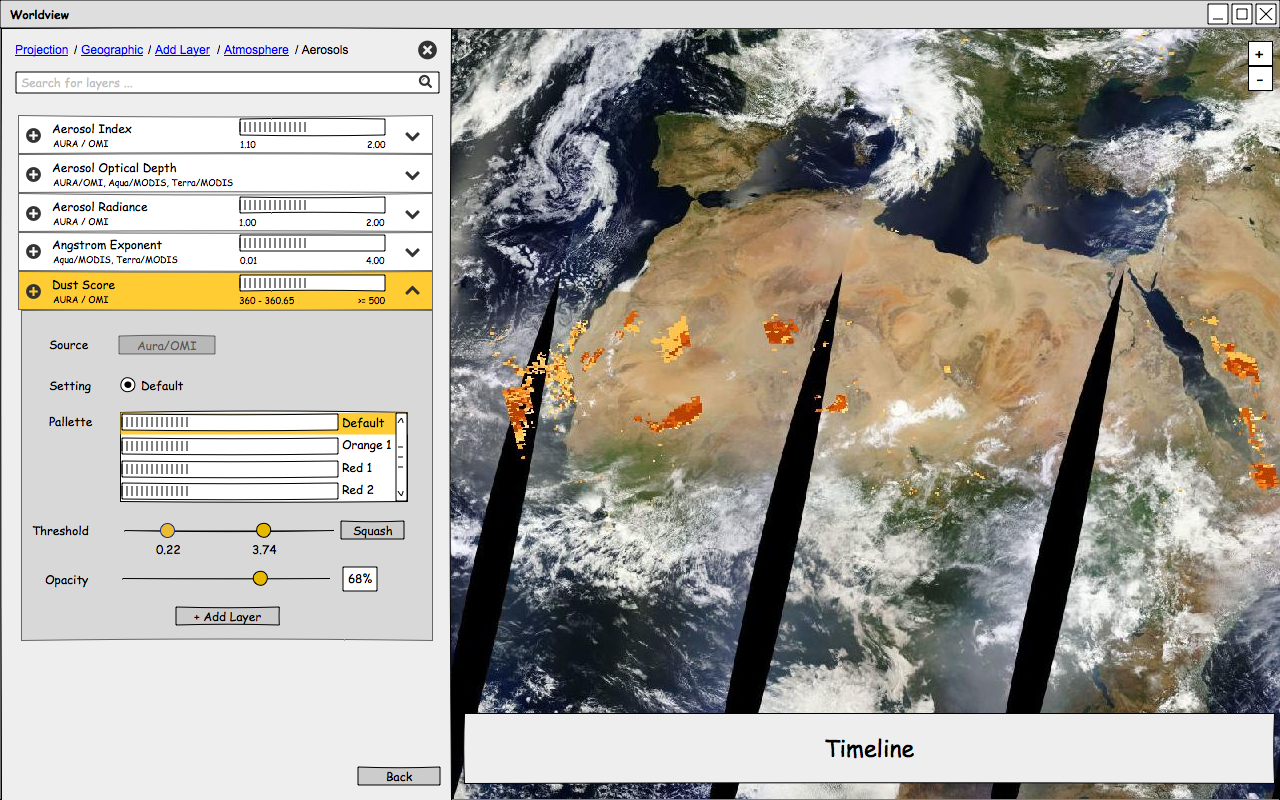 Worldview
Projection / Geographic / Add Layer / Atmosphere / Aerosols
Search for layers ...
Aerosol Index
AURA / OMI
1.10 2.00
Aerosol Optical Depth
AURA/OMI, Aqua/MODIS, Terra/MODIS
Aerosol Radiance
AURA / OMI
1.00 2.00
Angstrom Exponent
Aqua/MODIS, Terra/MODIS
0.01 4.00
Dust Score
AURA / OMI
360 - 360.65 >= 500
Source Aura/OMI
Setting Default
Pallette Default
Orange 1
Red 1
Red 2
Threshold Squash
0.22 3.74
Opacity 68%
+ Add Layer
Back
+
-
Timeline